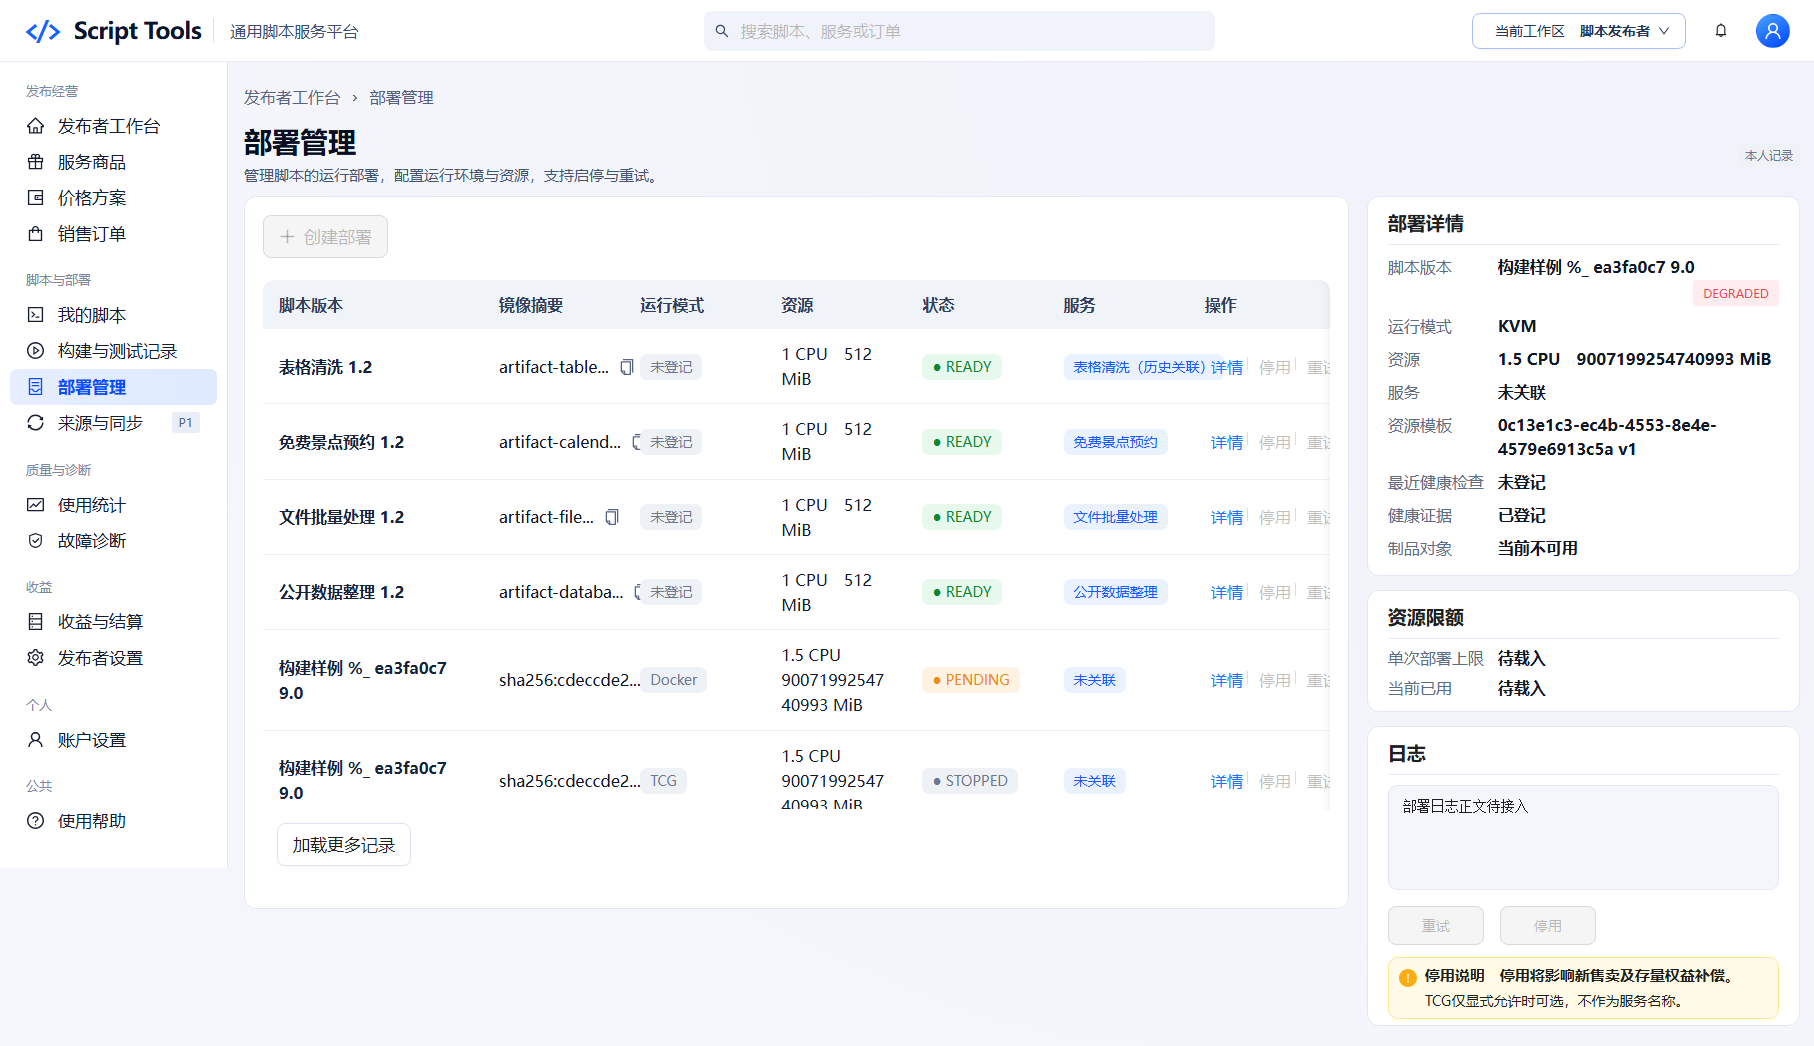 Script Tools
通用脚本服务平台
搜索脚本、服务或订单
当前工作区 脚本发布者
发布经营
发布者工作台
服务商品
价格方案
销售订单
脚本与部署
我的脚本
构建与测试记录
部署管理
来源与同步 P1
质量与诊断
使用统计
故障诊断
收益
收益与结算
发布者设置
个人
账户设置
公共
使用帮助
发布者工作台 › 部署管理
部署管理
管理脚本的运行部署，配置运行环境与资源，支持启停与重试。
本人记录
+ 创建部署
脚本版本 镜像摘要 运行模式 资源 状态 服务 操作
表格清洗 1.2 artifact-table... 未登记 1 CPU 512 MiB READY 表格清洗（历史关联） 详情 停用 重试
免费景点预约 1.2 artifact-calend... 未登记 1 CPU 512 MiB READY 免费景点预约 详情 停用 重试
文件批量处理 1.2 artifact-file... 未登记 1 CPU 512 MiB READY 文件批量处理 详情 停用 重试
公开数据整理 1.2 artifact-databa... 未登记 1 CPU 512 MiB READY 公开数据整理 详情 停用 重试
构建样例 %_ ea3fa0c7 9.0 sha256:cdeccde2... Docker 1.5 CPU 9007199254740993 MiB PENDING 未关联 详情 停用 重试
构建样例 %_ ea3fa0c7 9.0 sha256:cdeccde2... TCG 1.5 CPU 9007199254740993 MiB STOPPED 未关联 详情 停用 重试
加载更多记录
部署详情
脚本版本 构建样例 %_ ea3fa0c7 9.0
DEGRADED
运行模式 KVM
资源 1.5 CPU 9007199254740993 MiB
服务 未关联
资源模板 0c13e1c3-ec4b-4553-8e4e-
4579e6913c5a v1
最近健康检查 未登记
健康证据 已登记
制品对象 当前不可用
资源限额
单次部署上限 待载入
当前已用 待载入
日志
部署日志正文待接入
重试 停用
停用说明 停用将影响新售卖及存量权益补偿。
TCG仅显式允许时可选，不作为服务名称。